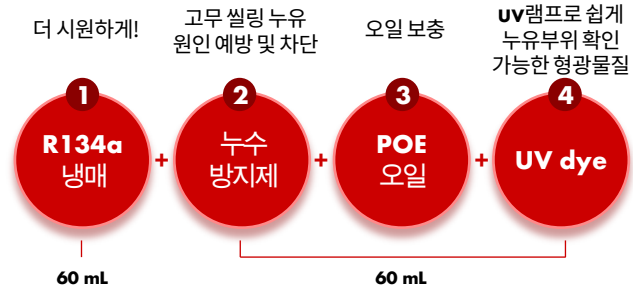 더 시원하게!
고무 씰링 누유
원인 예방 및 차단
오일 보충
UV램프로 쉽게
누유부위 확인
가능한 형광물질
1
R134a
냉매
+
2
누수
방지제
+
3
POE
오일
+
4
UV dye
60 mL
60 mL